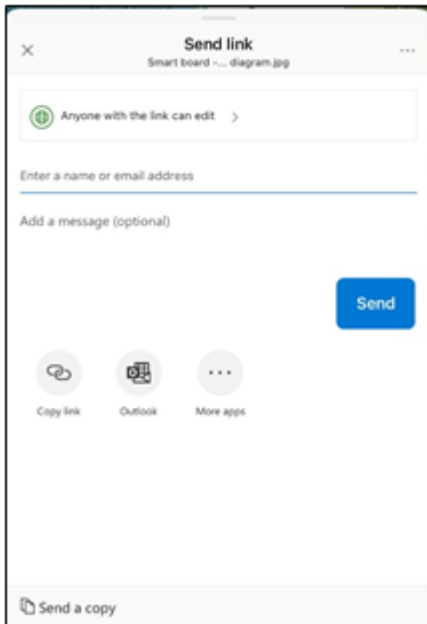 Send link
Smart board -... diagram.jpg
Anyone with the link can edit
Enter a name or email address
Add a message (optional)
Send
Copy link
Outlook
More apps
Send a copy